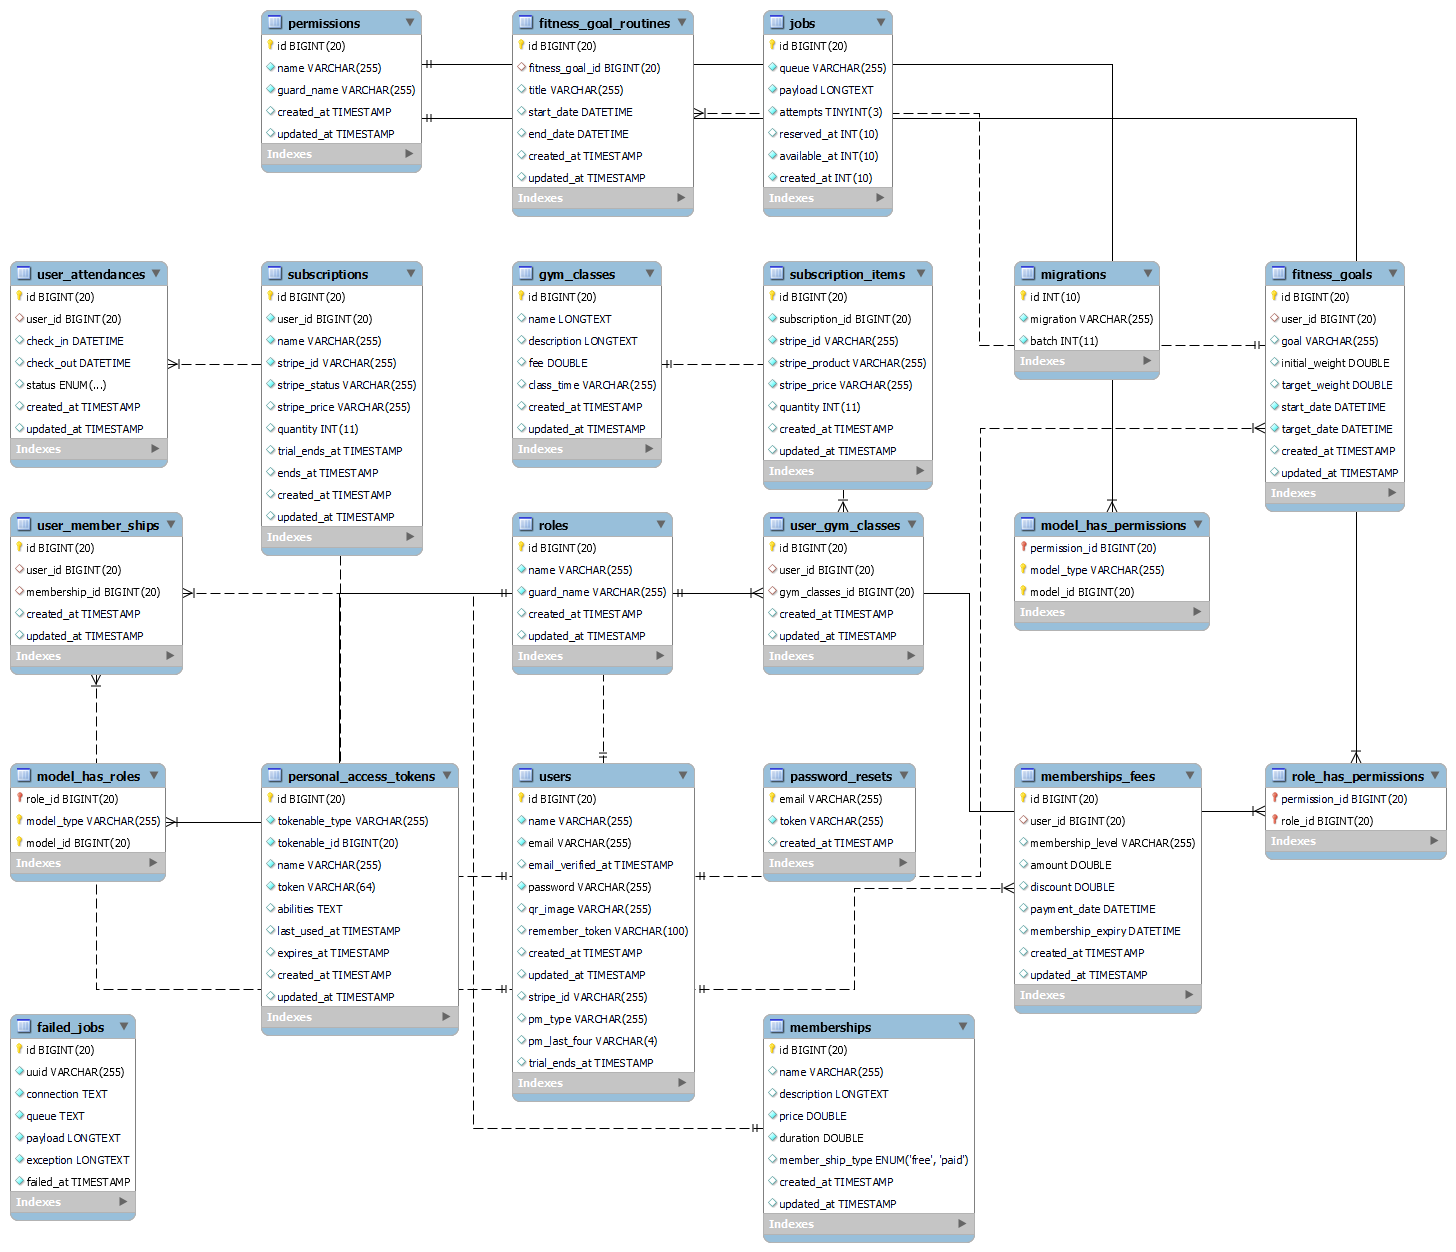 permissions
id BIGINT(20)
name VARCHAR(255)
guard_name VARCHAR(255)
created_at TIMESTAMP
updated_at TIMESTAMP
Indexes
fitness_goal_routines
id BIGINT(20)
fitness_goal_id BIGINT(20)
title VARCHAR(255)
start_date DATETIME
end_date DATETIME
created_at TIMESTAMP
updated_at TIMESTAMP
Indexes
jobs
id BIGINT(20)
queue VARCHAR(255)
payload LONGTEXT
attempts TINYINT(3)
reserved_at INT(10)
available_at INT(10)
created_at INT(10)
Indexes
user_attendances
id BIGINT(20)
user_id BIGINT(20)
check_in DATETIME
check_out DATETIME
status ENUM(...)
created_at TIMESTAMP
updated_at TIMESTAMP
Indexes
subscriptions
id BIGINT(20)
user_id BIGINT(20)
name VARCHAR(255)
stripe_id VARCHAR(255)
stripe_status VARCHAR(255)
stripe_price VARCHAR(255)
quantity INT(11)
trial_ends_at TIMESTAMP
ends_at TIMESTAMP
created_at TIMESTAMP
updated_at TIMESTAMP
Indexes
gym_classes
id BIGINT(20)
name LONGTEXT
description LONGTEXT
fee DOUBLE
class_time VARCHAR(255)
created_at TIMESTAMP
updated_at TIMESTAMP
Indexes
subscription_items
id BIGINT(20)
subscription_id BIGINT(20)
stripe_id VARCHAR(255)
stripe_product VARCHAR(255)
stripe_price VARCHAR(255)
quantity INT(11)
created_at TIMESTAMP
updated_at TIMESTAMP
Indexes
migrations
id INT(10)
migration VARCHAR(255)
batch INT(11)
Indexes
fitness_goals
id BIGINT(20)
user_id BIGINT(20)
goal VARCHAR(255)
initial_weight DOUBLE
target_weight DOUBLE
start_date DATETIME
target_date DATETIME
created_at TIMESTAMP
updated_at TIMESTAMP
Indexes
user_member_ships
id BIGINT(20)
user_id BIGINT(20)
membership_id BIGINT(20)
created_at TIMESTAMP
updated_at TIMESTAMP
Indexes
roles
id BIGINT(20)
name VARCHAR(255)
guard_name VARCHAR(255)
created_at TIMESTAMP
updated_at TIMESTAMP
Indexes
user_gym_classes
id BIGINT(20)
user_id BIGINT(20)
gym_classes_id BIGINT(20)
created_at TIMESTAMP
updated_at TIMESTAMP
Indexes
model_has_permissions
permission_id BIGINT(20)
model_type VARCHAR(255)
model_id BIGINT(20)
Indexes
model_has_roles
role_id BIGINT(20)
model_type VARCHAR(255)
model_id BIGINT(20)
Indexes
personal_access_tokens
id BIGINT(20)
tokenable_type VARCHAR(255)
tokenable_id BIGINT(20)
name VARCHAR(255)
token VARCHAR(64)
abilities TEXT
last_used_at TIMESTAMP
expires_at TIMESTAMP
created_at TIMESTAMP
updated_at TIMESTAMP
Indexes
users
id BIGINT(20)
name VARCHAR(255)
email VARCHAR(255)
email_verified_at TIMESTAMP
password VARCHAR(255)
qr_image VARCHAR(255)
remember_token VARCHAR(100)
created_at TIMESTAMP
updated_at TIMESTAMP
stripe_id VARCHAR(255)
pm_type VARCHAR(255)
pm_last_four VARCHAR(4)
trial_ends_at TIMESTAMP
Indexes
password_resets
email VARCHAR(255)
token VARCHAR(255)
created_at TIMESTAMP
Indexes
memberships_fees
id BIGINT(20)
user_id BIGINT(20)
membership_level VARCHAR(255)
amount DOUBLE
discount DOUBLE
payment_date DATETIME
membership_expiry DATETIME
created_at TIMESTAMP
updated_at TIMESTAMP
Indexes
role_has_permissions
permission_id BIGINT(20)
role_id BIGINT(20)
Indexes
failed_jobs
id BIGINT(20)
uuid VARCHAR(255)
connection TEXT
queue TEXT
payload LONGTEXT
exception LONGTEXT
failed_at TIMESTAMP
Indexes
memberships
id BIGINT(20)
name VARCHAR(255)
description LONGTEXT
price DOUBLE
duration DOUBLE
member_ship_type ENUM('free', 'paid')
created_at TIMESTAMP
updated_at TIMESTAMP
Indexes